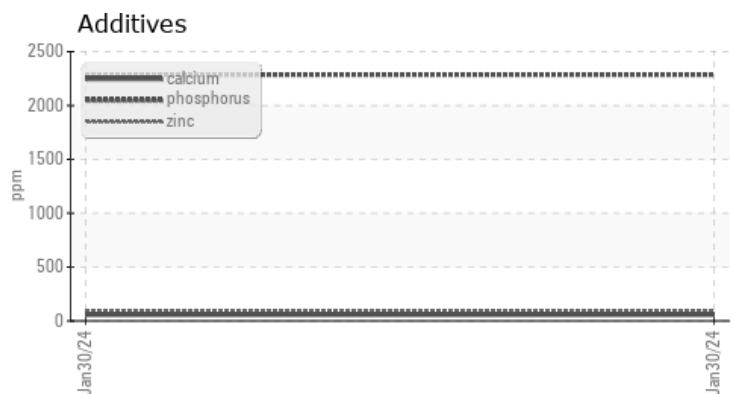 Additives
2500
2000
1500
1000
500
0
ppm
calcium
phosphorus
zinc
Jan30/24
Jan30/24